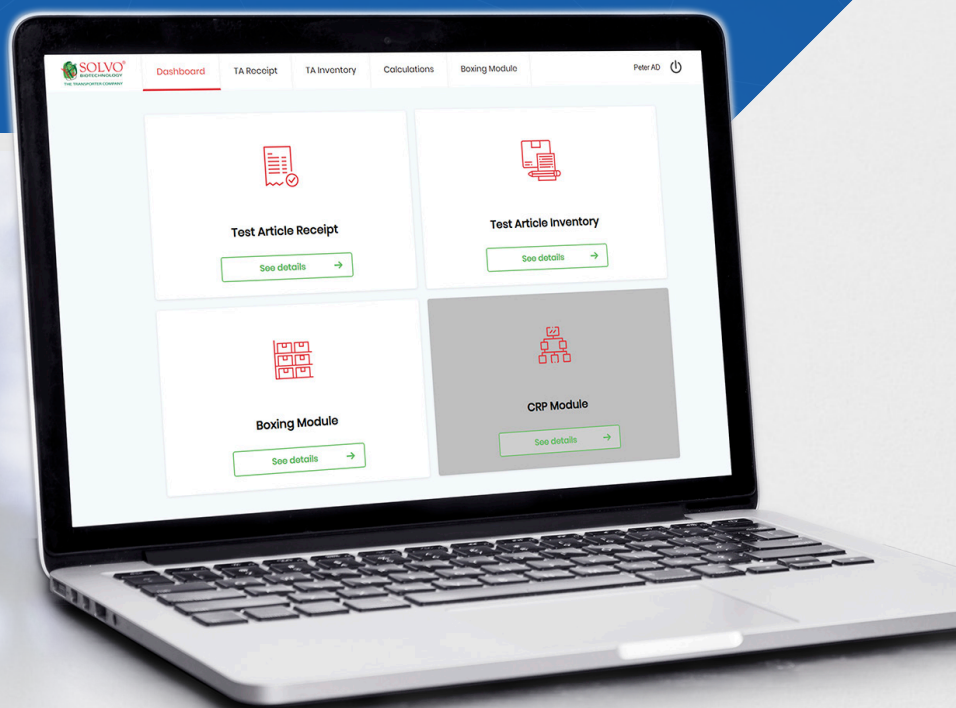 SOLVO®
BIOTECHNOLOGY
THE TRANSPORTER COMPANY
Dashboard
TA Receipt
TA Inventory
Calculations
Boxing Module
Peter AD
Test Article Receipt
See details
Test Article Inventory
See details
Boxing Module
See details
CRP Module
See details